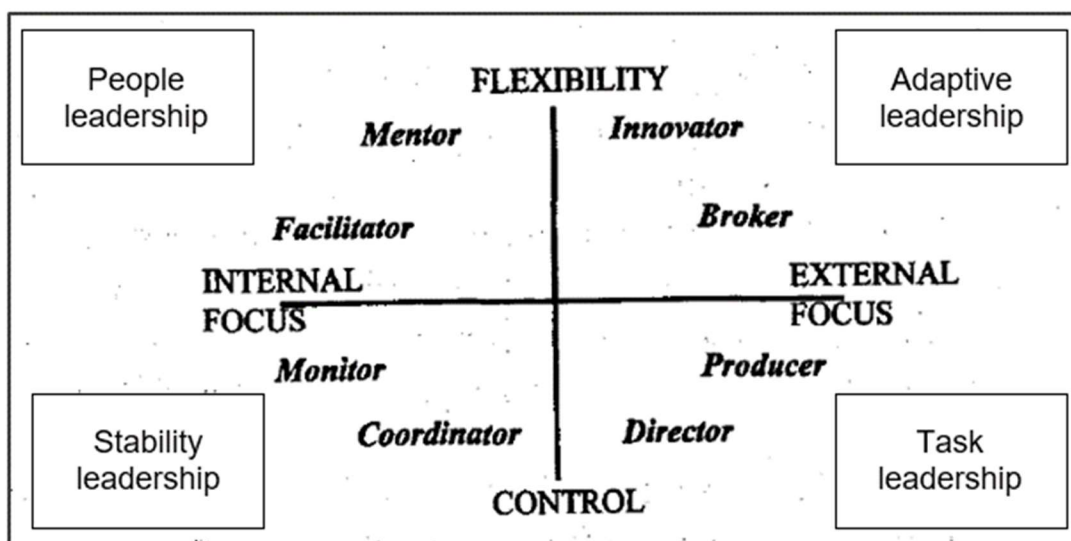 People
leadership
Adaptive
leadership
FLEXIBILITY
Mentor
Innovator
Facilitator
Broker
INTERNAL
FOCUS
EXTERNAL
FOCUS
Monitor
Producer
Coordinator
Director
Stability
leadership
Task
leadership
CONTROL